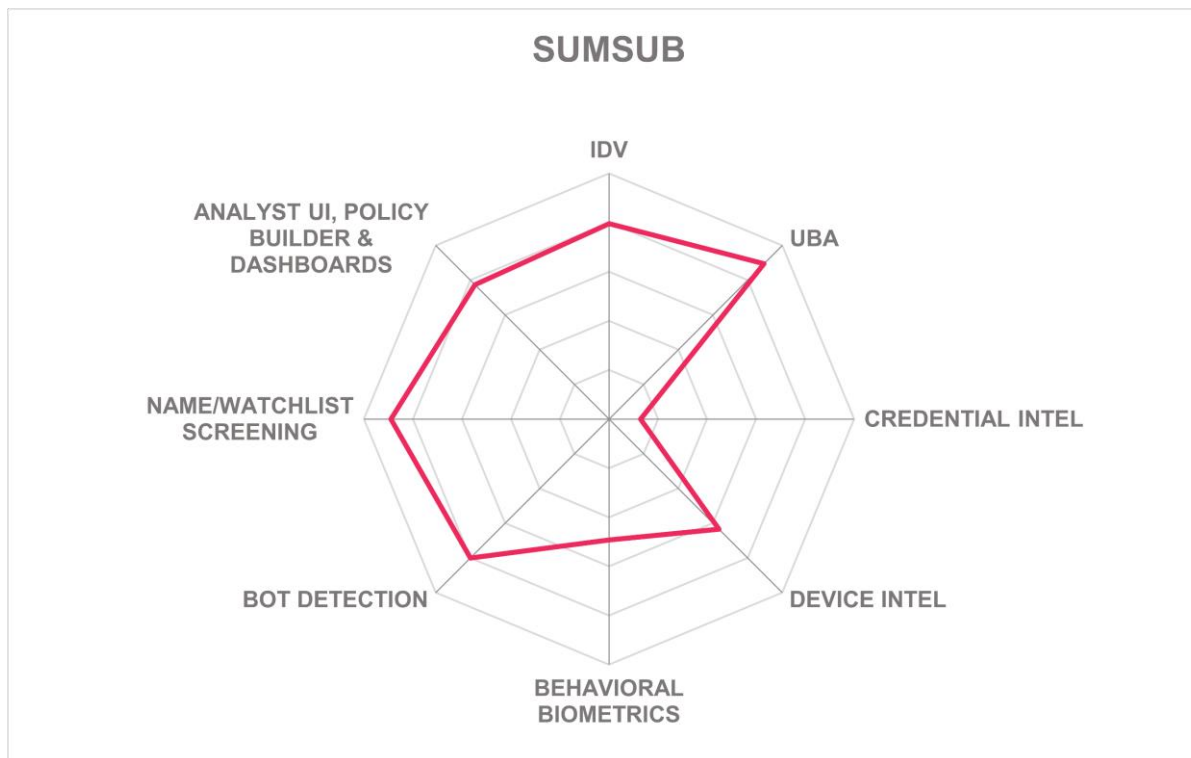 SUMSUB
IDV
UBA
CREDENTIAL INTEL
DEVICE INTEL
BEHAVIORAL
BIOMETRICS
BOT DETECTION
NAME/WATCHLIST
SCREENING
ANALYST UI, POLICY
BUILDER &
DASHBOARDS